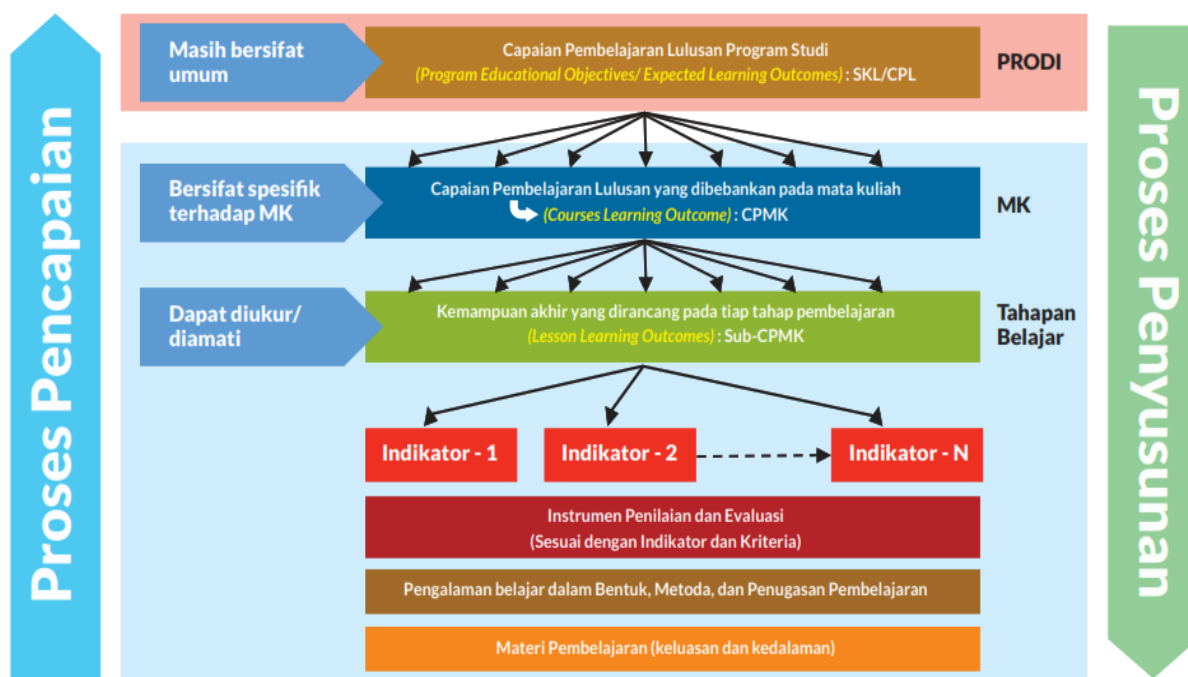 Proses Pencapaian
Masih bersifat
umum
Capaian Pembelajaran Lulusan Program Studi
(Program Educational Objectives/ Expected Learning Outcomes) : SKL/CPL
PRODI
Bersifat spesifik
terhadap MK
Capaian Pembelajaran Lulusan yang dibebankan pada mata kuliah
(Courses Learning Outcome) : CPMK
MK
Dapat diukur/
diamati
Kemampuan akhir yang dirancang pada tiap tahap pembelajaran
(Lesson Learning Outcomes) : Sub-CPMK
Tahapan
Belajar
Indikator - 1
Indikator - 2
Indikator - N
Instrumen Penilaian dan Evaluasi
(Sesuai dengan Indikator dan Kriteria)
Pengalaman belajar dalam Bentuk, Metoda, dan Penugasan Pembelajaran
Materi Pembelajaran (keluasan dan kedalaman)
Proses Penyusunan